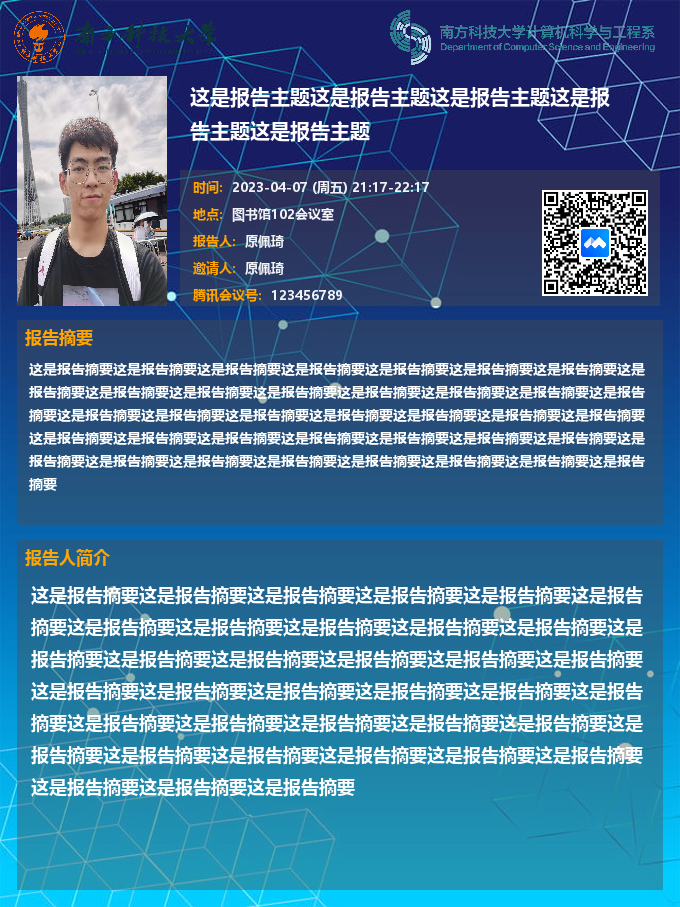 南方科技大学
南方科技大学计算机科学与工程系
Department of Computer Science and Engineering
这是报告主题这是报告主题这是报告主题这是报
告主题这是报告主题
时间: 2023-04-07 (周五) 21:17-22:17
地点: 图书馆102会议室
报告人: 原佩琦
邀请人: 原佩琦
腾讯会议号: 123456789
报告摘要
这是报告摘要这是报告摘要这是报告摘要这是报告摘要这是报告摘要这是报告摘要这是报告摘要这是
报告摘要这是报告摘要这是报告摘要这是报告摘要这是报告摘要这是报告摘要这是报告摘要这是报告
摘要这是报告摘要这是报告摘要这是报告摘要这是报告摘要这是报告摘要这是报告摘要这是报告摘要
这是报告摘要这是报告摘要这是报告摘要这是报告摘要这是报告摘要这是报告摘要这是报告摘要这是
报告摘要这是报告摘要这是报告摘要这是报告摘要这是报告摘要这是报告摘要这是报告摘要这是报告
摘要
报告人简介
这是报告摘要这是报告摘要这是报告摘要这是报告摘要这是报告摘要这是报告
摘要这是报告摘要这是报告摘要这是报告摘要这是报告摘要这是报告摘要这是
报告摘要这是报告摘要这是报告摘要这是报告摘要这是报告摘要这是报告摘要
这是报告摘要这是报告摘要这是报告摘要这是报告摘要这是报告摘要这是报告
摘要这是报告摘要这是报告摘要这是报告摘要这是报告摘要这是报告摘要这是
报告摘要这是报告摘要这是报告摘要这是报告摘要这是报告摘要这是报告摘要
这是报告摘要这是报告摘要这是报告摘要